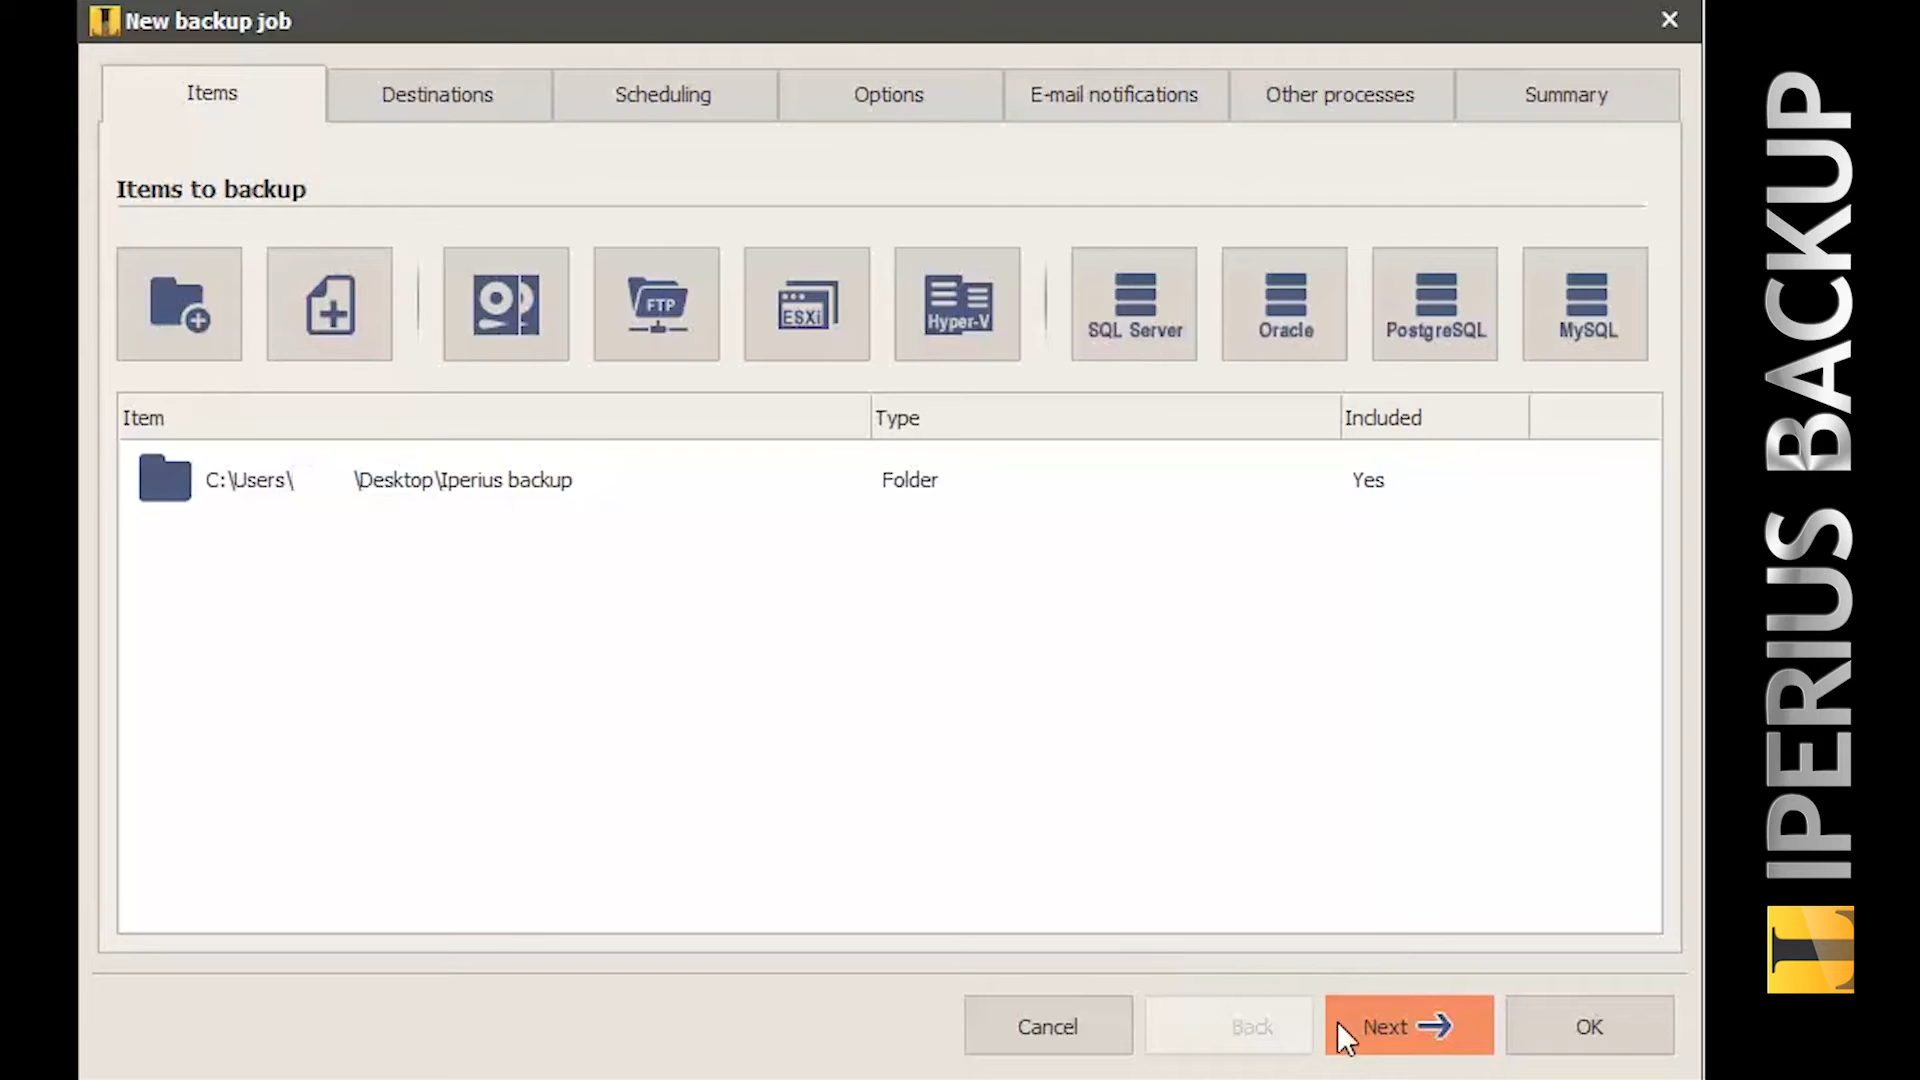 New backup job
Items Destinations Scheduling Options E-mail notifications Other processes Summary
Items to backup
FTP
ESXi
Hyper-V
SQL Server
Oracle
PostgreSQL
MySQL
Item Type Included
C:\Users\ \Desktop\Iperius backup Folder Yes
Cancel Back Next OK
IPERIUS BACKUP